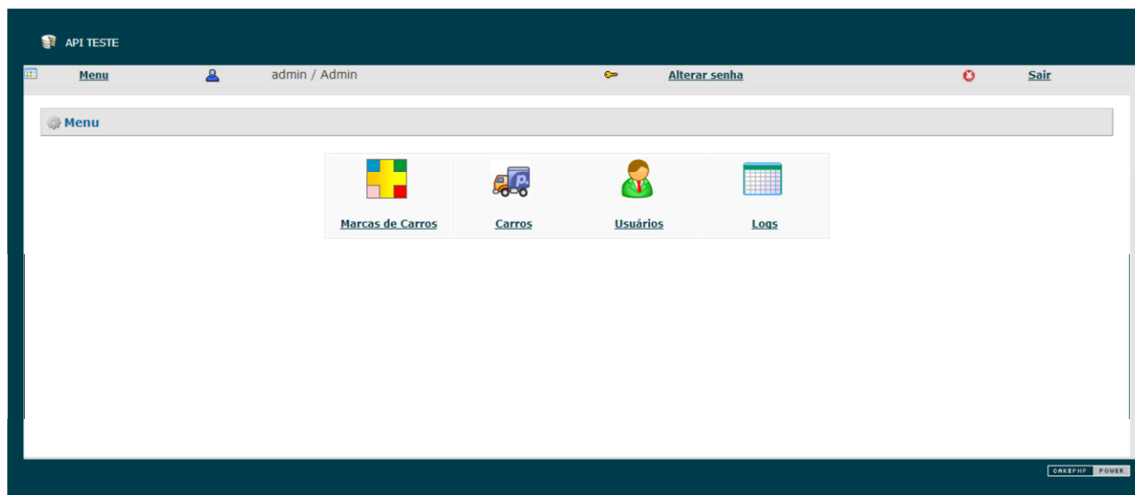 API TESTE
Menu admin / Admin Alterar senha Sair
Menu
P.
Marcas de Carros Carros Usuários Logs
CAKEPHP POWER